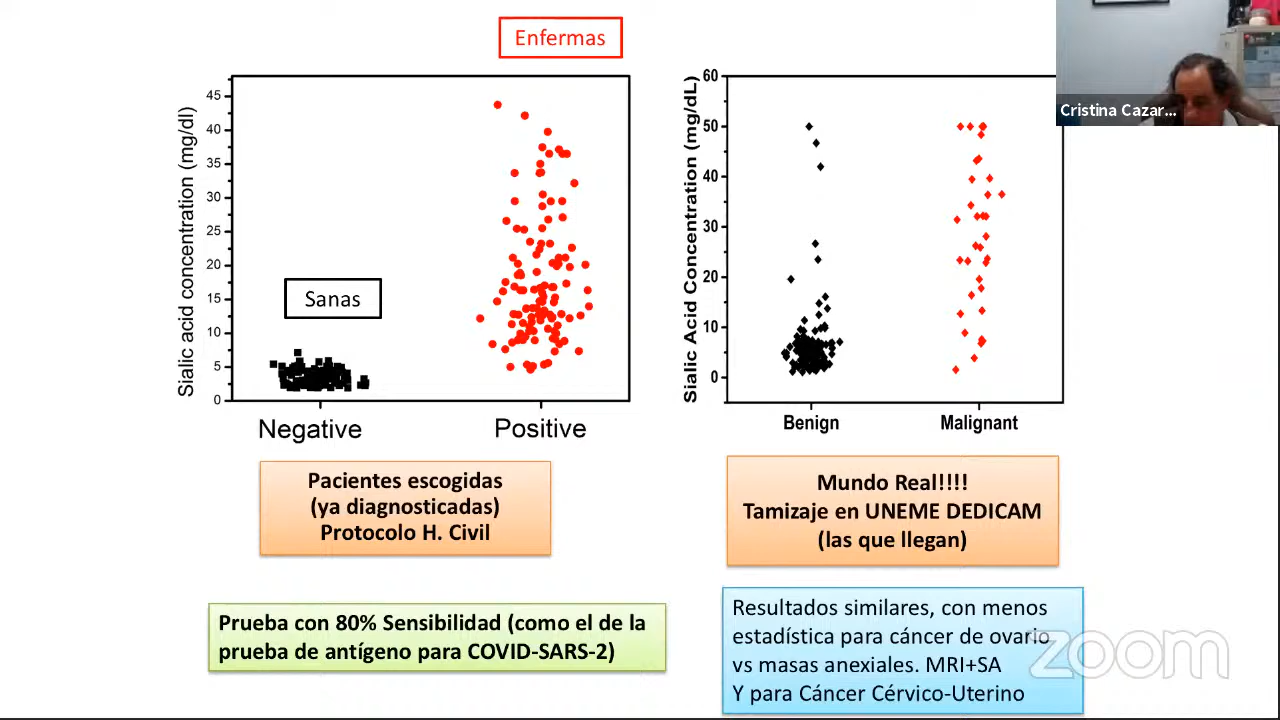 Enfermas
Sialic acid concentration (mg/dl)
45
40
35
30
25
20
15
10
5
0
Sanas
Negative
Positive
Sialic Acid Concentration (mg/dL)
60
50
40
30
20
10
0
Benign
Malignant
Cristina Cazar...
Pacientes escogidas
(ya diagnosticadas)
Protocolo H. Civil
Mundo Real!!!!
Tamizaje en UNEME DEDICAM
(las que llegan)
Prueba con 80% Sensibilidad (como el de la
prueba de antígeno para COVID-SARS-2)
Resultados similares, con menos
estadística para cáncer de ovario
vs masas anexiales. MRI+SA
Y para Cáncer Cérvico-Uterino
zoom